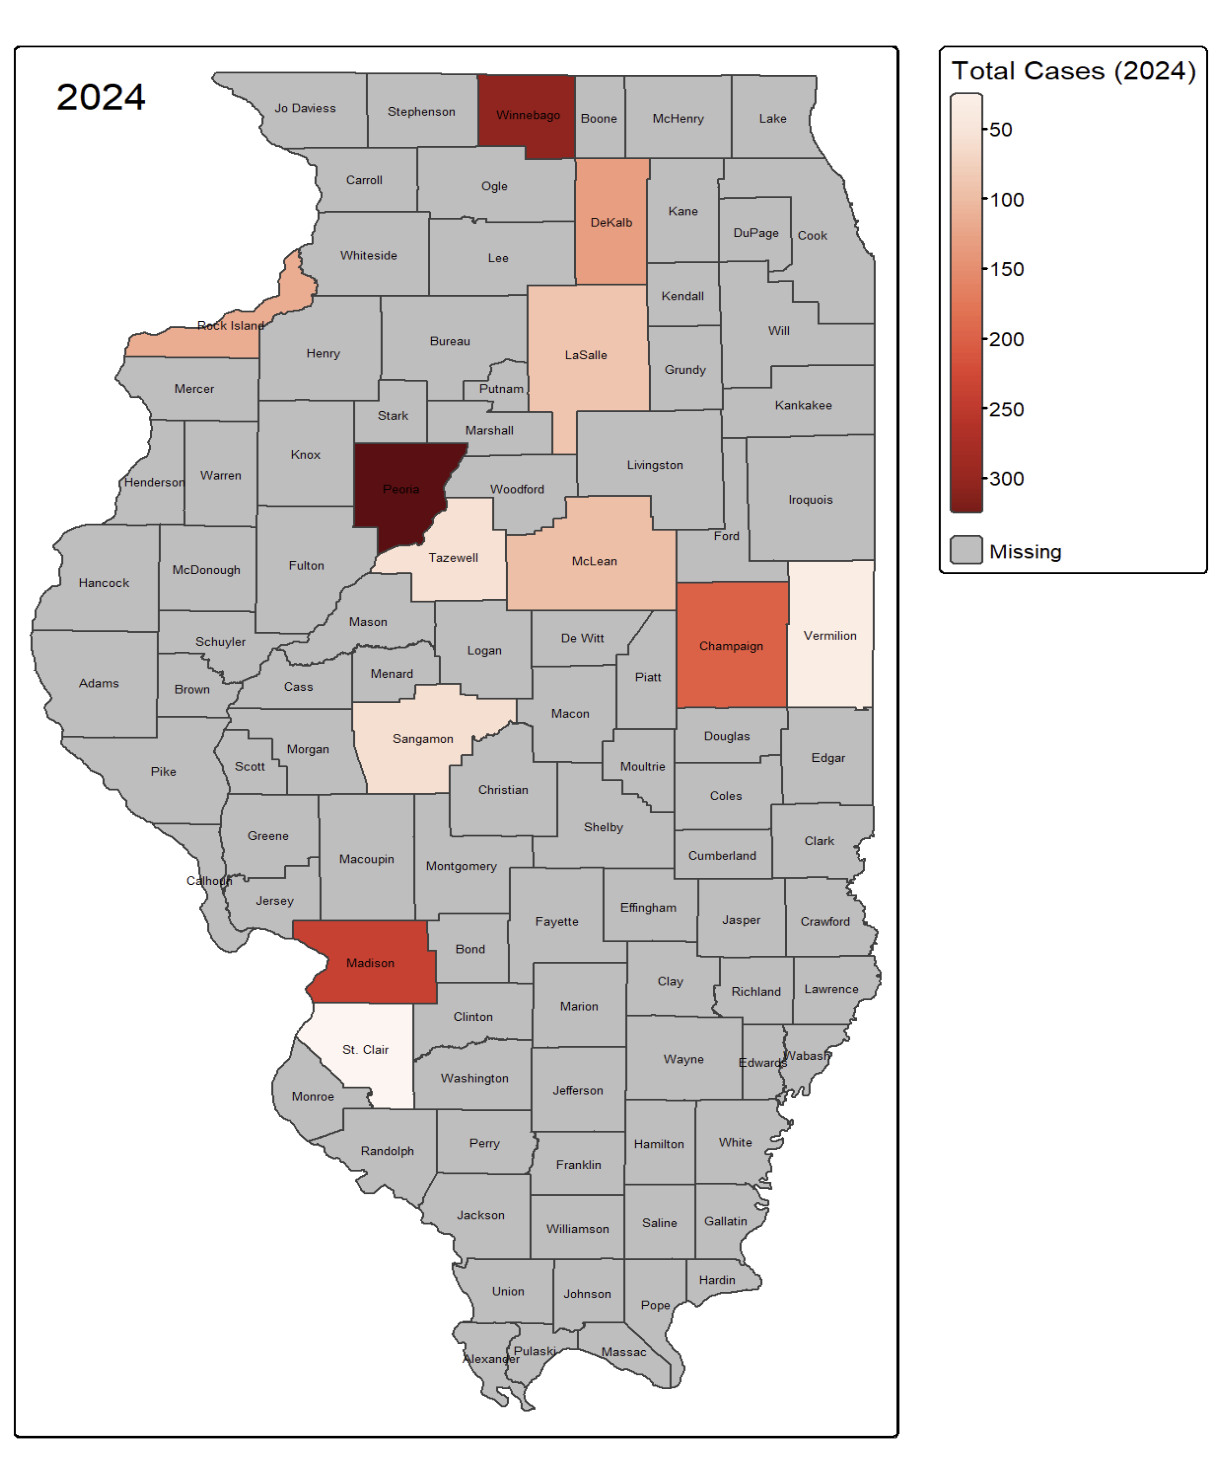 2024
Total Cases (2024)
50
100
150
200
250
300
Missing
Jo Daviess
Stephenson
Winnebago
Boone
McHenry
Lake
Carroll
Ogle
DeKalb
Kane
DuPage
Cook
Whiteside
Lee
Kendall
Rock Island
Henry
Bureau
LaSalle
Will
Grundy
Mercer
Putnam
Kankakee
Stark
Marshall
Knox
Livingston
Henderson
Warren
Peoria
Woodford
Iroquois
Ford
Hancock
McDonough
Fulton
Tazewell
McLean
Mason
Schuyler
Logan
De Witt
Champaign
Vermilion
Adams
Brown
Cass
Menard
Piatt
Macon
Sangamon
Douglas
Pike
Scott
Morgan
Moultrie
Edgar
Christian
Coles
Greene
Shelby
Macoupin
Montgomery
Cumberland
Clark
Calhoun
Jersey
Fayette
Effingham
Jasper
Crawford
Madison
Bond
Clay
Richland
Lawrence
Clinton
Marion
St. Clair
Wayne
Edwards
Wabash
Washington
Jefferson
Monroe
Randolph
Perry
Franklin
Hamilton
White
Jackson
Williamson
Saline
Gallatin
Union
Johnson
Pope
Hardin
Alexander
Pulaski
Massac